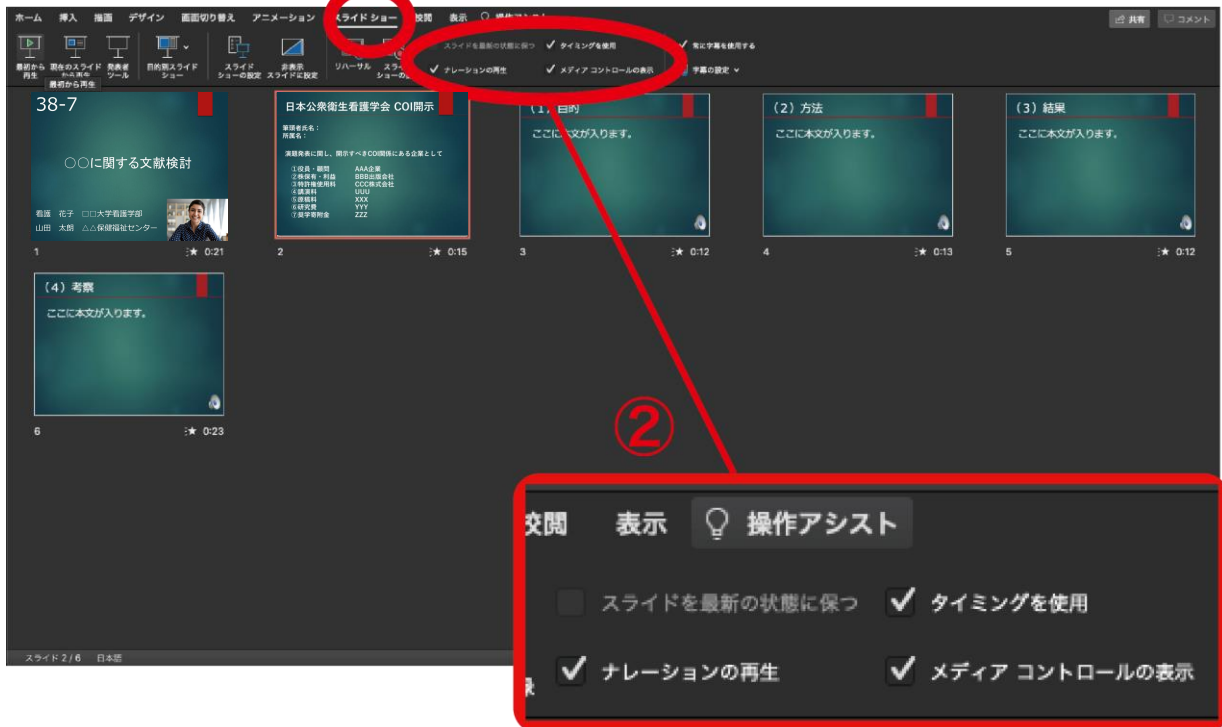 ホーム 挿入 描画 デザイン 画面切り替え アニメーション スライド ショー 校閲 表示 共有 コメント
最初から 現在のスライド 発表者 目的別スライド スライド 非表示 リハーサル
再生 から再生 ツール ショー ショーの設定 スライドに設定
スライドを最新の状態に保つ タイミングを使用 常に字幕を使用する
ナレーションの再生 メディア コントロールの表示 字幕の設定
最初から再生
38-7
○○に関する文献検討
看護 花子 □□大学看護学部
山田 太朗 △△保健福祉センター
1 0:21
日本公衆衛生看護学会 COI開示
筆頭者氏名：
所属名：
演題発表に関し、開示すべきCOI関係にある企業として
①役員・顧問 AAA企業
②株保有・利益 BBB出版会社
③特許権使用料 CCC株式会社
④講演料 UUU
⑤原稿料 XXX
⑥研究費 YYY
⑦奨学寄附金 ZZZ
2 0:15
（1）目的
ここに本文が入ります。
3 0:12
（2）方法
ここに本文が入ります。
4 0:13
（3）結果
ここに本文が入ります。
5 0:12
（4）考察
ここに本文が入ります。
6 0:23
②
校閲 表示 操作アシスト
スライドを最新の状態に保つ タイミングを使用
ナレーションの再生 メディア コントロールの表示
スライド 2 / 6 日本語